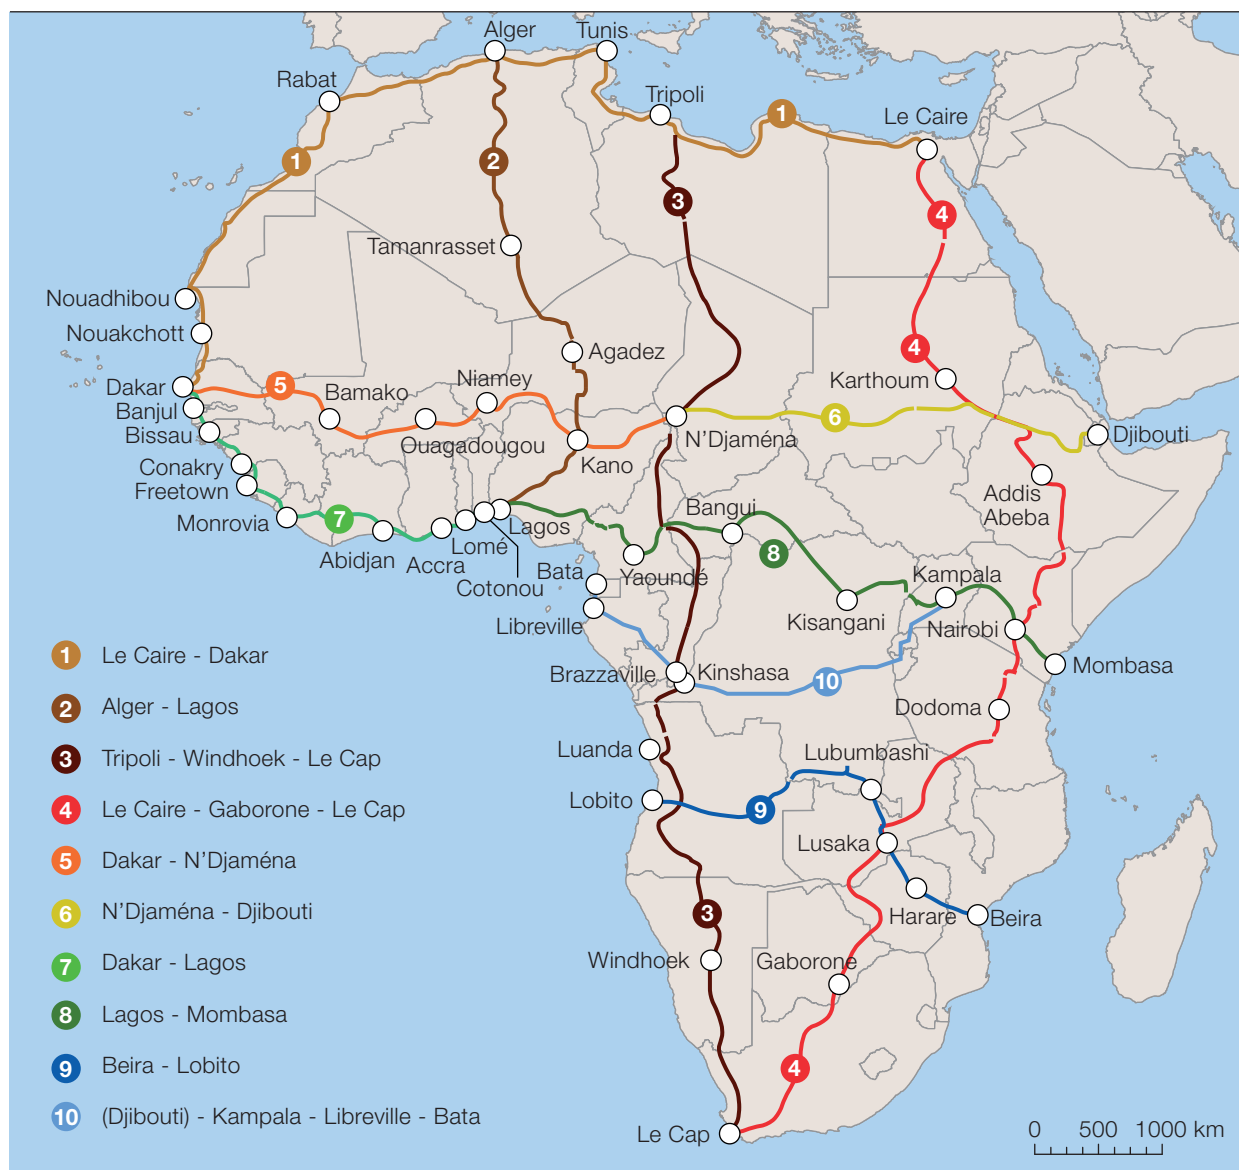 Alger
Tunis
Rabat
Tripoli
1
Le Caire
1
2
3
4
Tamanrasset
Nouadhibou
Nouakchott
4
Agadez
Karthoum
Dakar
5
Bamako
Niamey
Banjul
6
Bissau
Ouagadougou
N'Djaména
Djibouti
Kano
Conakry
Freetown
Addis
Abeba
Monrovia
7
Lagos
Bangui
Abidjan
Accra
Lomé
8
Cotonou
Bata
Yaoundé
Kampala
Libreville
Kisangani
Nairobi
Brazzaville
Kinshasa
10
Mombasa
Dodoma
Luanda
Lubumbashi
Lobito
9
Lusaka
3
Harare
Beira
Windhoek
Gaborone
4
Le Cap
1 Le Caire - Dakar
2 Alger - Lagos
3 Tripoli - Windhoek - Le Cap
4 Le Caire - Gaborone - Le Cap
5 Dakar - N'Djaména
6 N'Djaména - Djibouti
7 Dakar - Lagos
8 Lagos - Mombasa
9 Beira - Lobito
10 (Djibouti) - Kampala - Libreville - Bata
0 500 1000 km